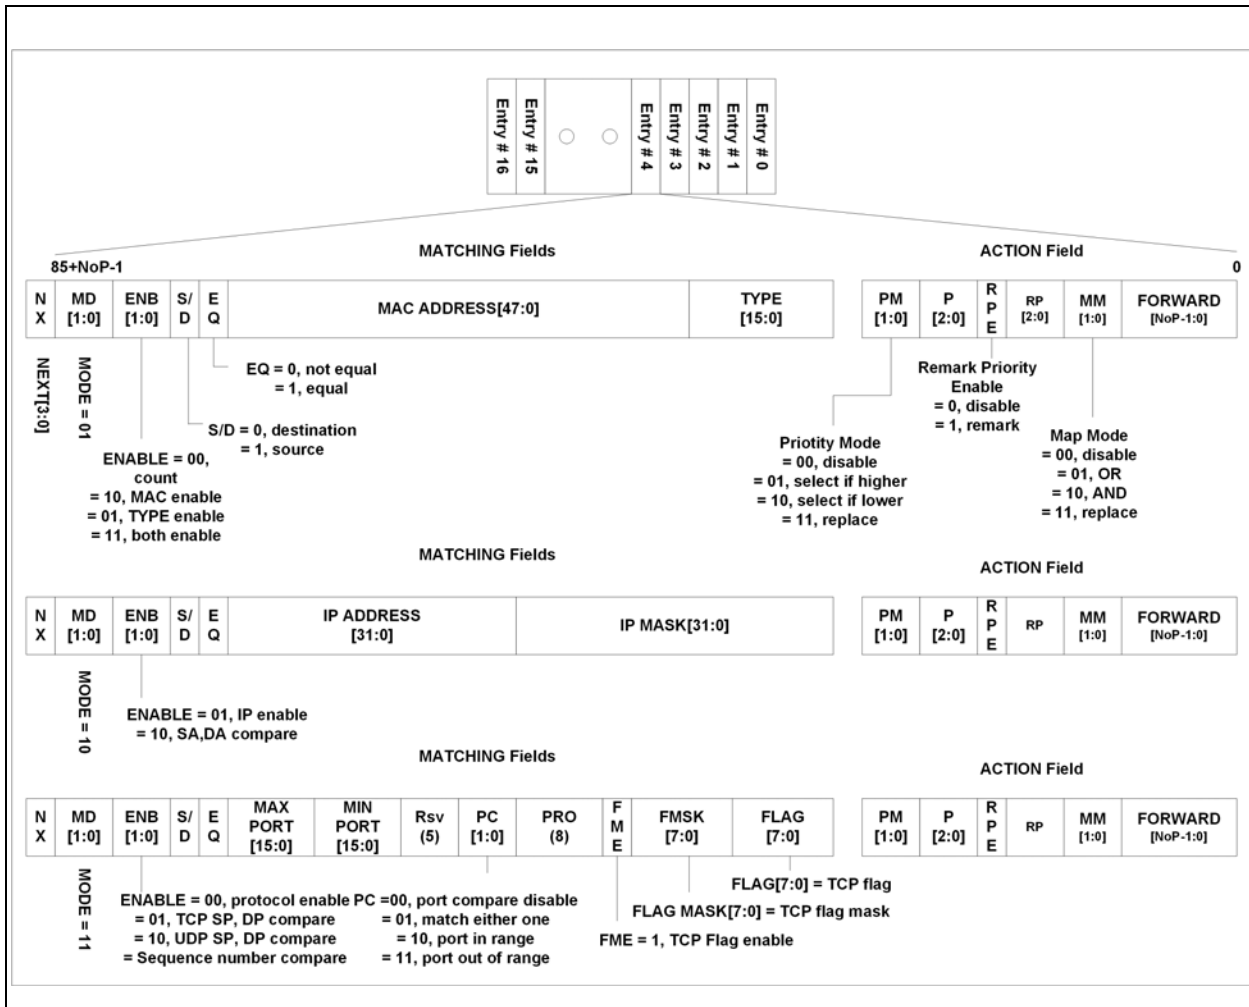 Entry # 16
Entry # 15
Entry # 4
Entry # 3
Entry # 2
Entry # 1
Entry # 0
MATCHING Fields
ACTION Field
85+NoP-1
0
N
X
MD
[1:0]
ENB
[1:0]
S/
D
E
Q
MAC ADDRESS[47:0]
TYPE
[15:0]
PM
[1:0]
P
[2:0]
R
P
E
RP
[2:0]
MM
[1:0]
FORWARD
[NoP-1:0]
NEXT[3:0]
MODE = 01
EQ = 0, not equal
= 1, equal
S/D = 0, destination
= 1, source
ENABLE = 00,
count
= 10, MAC enable
= 01, TYPE enable
= 11, both enable
Priotity Mode
= 00, disable
= 01, select if higher
= 10, select if lower
= 11, replace
Remark Priority
Enable
= 0, disable
= 1, remark
Map Mode
= 00, disable
= 01, OR
= 10, AND
= 11, replace
MATCHING Fields
ACTION Field
N
X
MD
[1:0]
ENB
[1:0]
S/
D
E
Q
IP ADDRESS
[31:0]
IP MASK[31:0]
PM
[1:0]
P
[2:0]
R
P
E
RP
MM
[1:0]
FORWARD
[NoP-1:0]
MODE = 10
ENABLE = 01, IP enable
= 10, SA,DA compare
MATCHING Fields
ACTION Field
N
X
MD
[1:0]
ENB
[1:0]
S/
D
E
Q
MAX
PORT
[15:0]
MIN
PORT
[15:0]
Rsv
(5)
PC
[1:0]
PRO
(8)
F
M
E
FMSK
[7:0]
FLAG
[7:0]
PM
[1:0]
P
[2:0]
R
P
E
RP
MM
[1:0]
FORWARD
[NoP-1:0]
MODE = 11
ENABLE = 00, protocol enable
= 01, TCP SP, DP compare
= 10, UDP SP, DP compare
= Sequence number compare
PC =00, port compare disable
= 01, match either one
= 10, port in range
= 11, port out of range
FLAG[7:0] = TCP flag
FLAG MASK[7:0] = TCP flag mask
FME = 1, TCP Flag enable